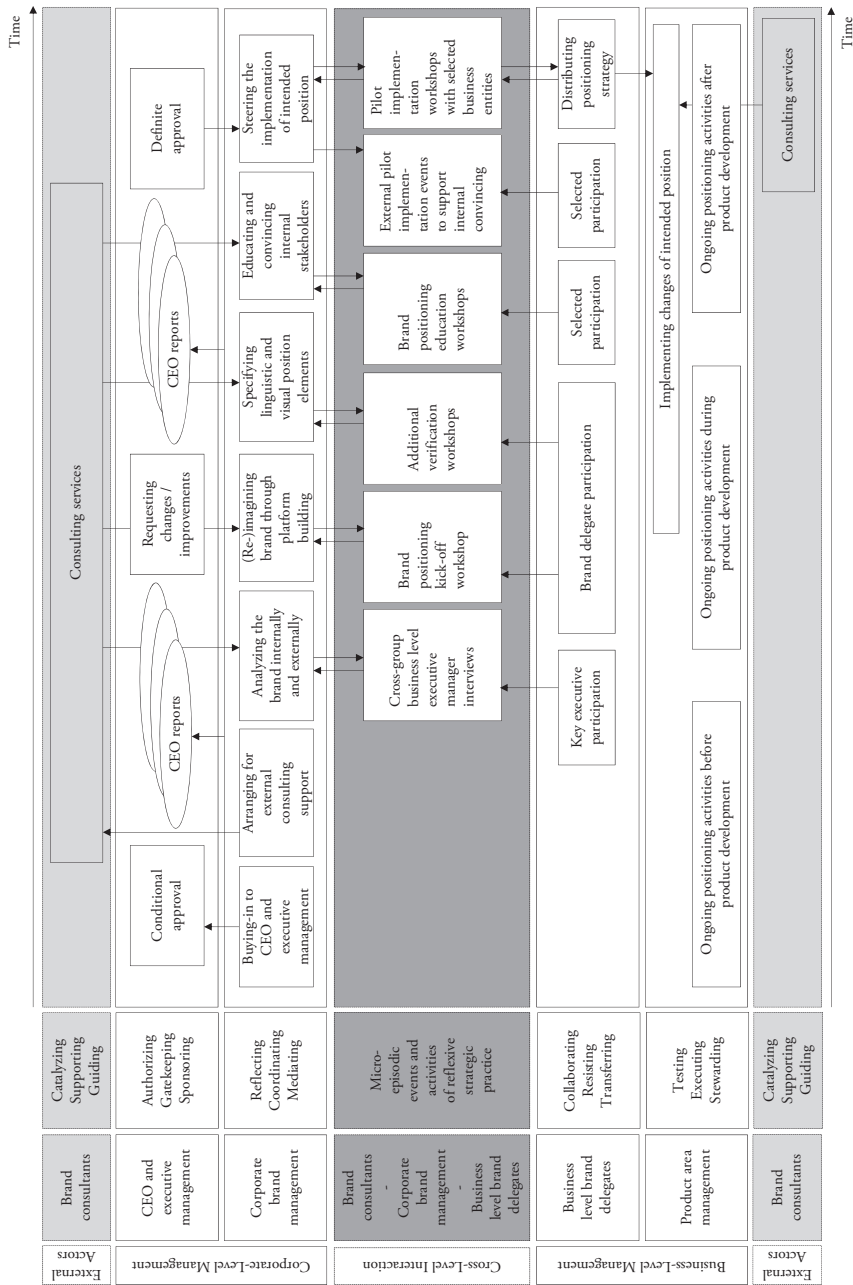 Time
External
Actors
Brand
consultants
Catalyzing
Supporting
Guiding
Consulting services
Corporate-Level Management
CEO and
executive
management
Authorizing
Gatekeeping
Sponsoring
Conditional
approval
CEO reports
Requesting
changes /
improvements
CEO reports
Definite
approval
Corporate
brand
management
Reflecting
Coordinating
Mediating
Buying-in to
CEO and
executive
management
Arranging for
external
consulting
support
Analyzing the
brand internally
and externally
(Re-)imagining
brand through
platform
building
Specifying
linguistic and
visual position
elements
Educating and
convincing
internal
stakeholders
Steering the
implementation
of intended
position
Cross-Level Interaction
Brand
consultants
-
Corporate
brand
management
-
Business
level brand
delegates
Micro-
episodic
events and
activities
of reflexive
strategic
practice
Cross-group
business level
executive
manager
interviews
Brand
positioning
kick-off
workshop
Additional
verification
workshops
Brand
positioning
education
workshops
External pilot
implemen-
tation events
to support
internal
convincing
Pilot
implemen-
tation
workshops
with selected
business
entities
Business-Level Management
Business
level brand
delegates
Collaborating
Resisting
Transferring
Key executive
participation
Brand delegate participation
Selected
participation
Selected
participation
Distributing
positioning
strategy
Product area
management
Testing
Executing
Stewarding
Implementing changes of intended position
Ongoing positioning activities before
product development
Ongoing positioning activities during
product development
Ongoing positioning activities after
product development
External
Actors
Brand
consultants
Catalyzing
Supporting
Guiding
Consulting services
Time